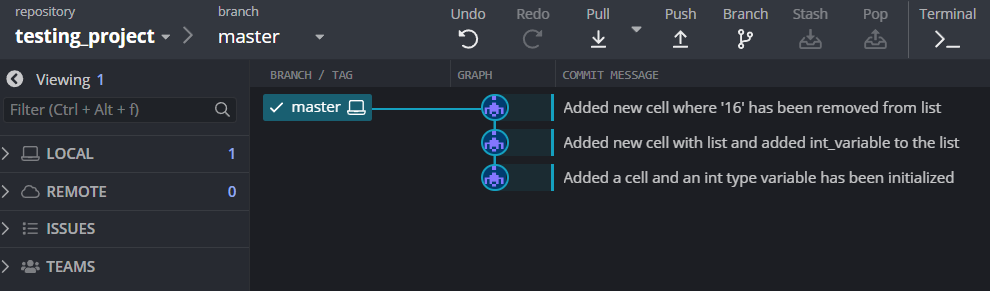 repository
testing_project
branch
master
Undo Redo Pull Push Branch Stash Pop Terminal
Viewing 1
Filter (Ctrl + Alt + f)
LOCAL 1
REMOTE 0
ISSUES
TEAMS
BRANCH / TAG GRAPH COMMIT MESSAGE
master Added new cell where '16' has been removed from list
Added new cell with list and added int_variable to the list
Added a cell and an int type variable has been initialized